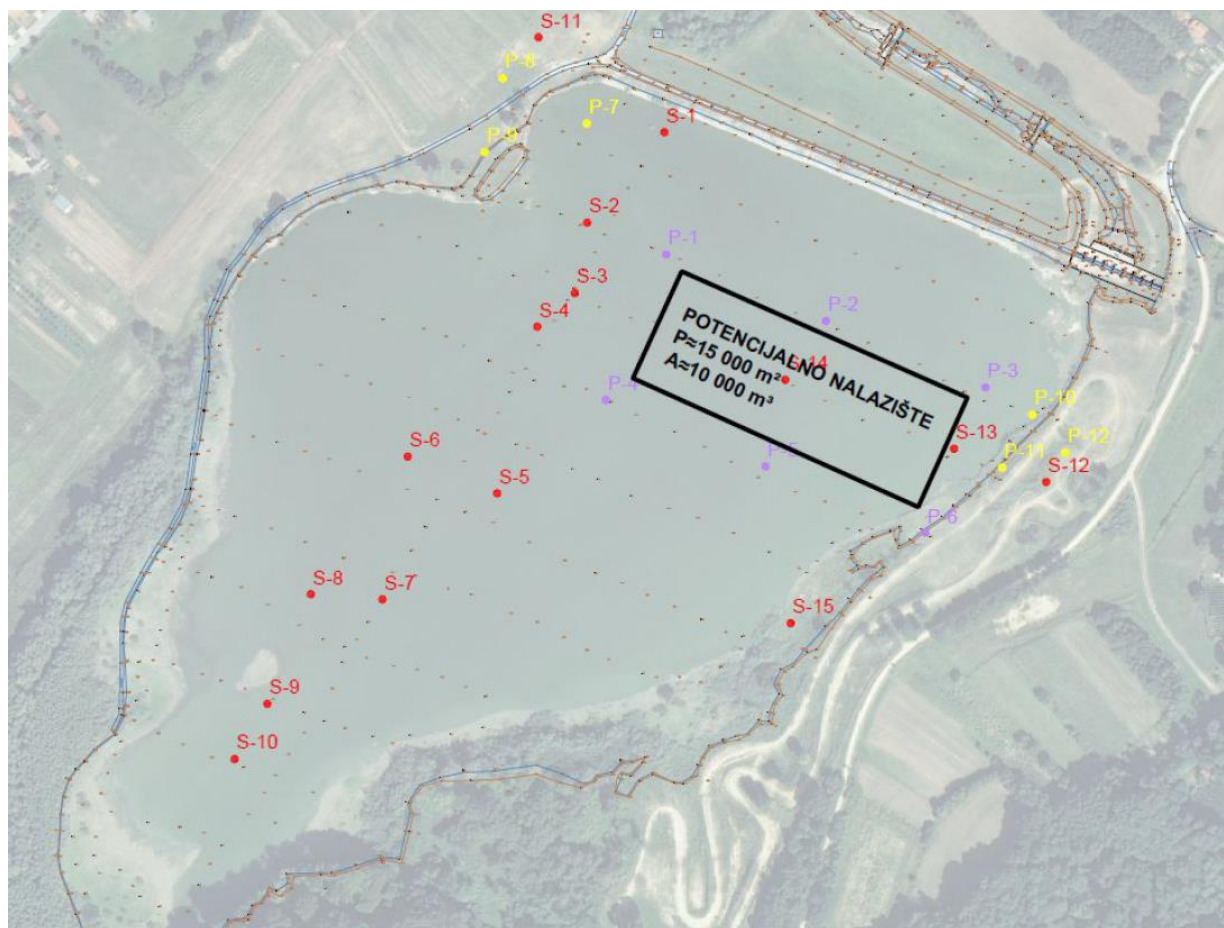 S-11
P-8
P-7
S-1
P-9
S-2
P-1
S-3
S-4
P-2
POTENCIJALNO NALAZIŠTE
P≈15 000 m²
A≈10 000 m³
S-14
P-3
P-4
P-10
S-13
P-12
P-11
S-12
P-5
S-6
S-5
P-6
S-8
S-7
S-15
S-9
S-10